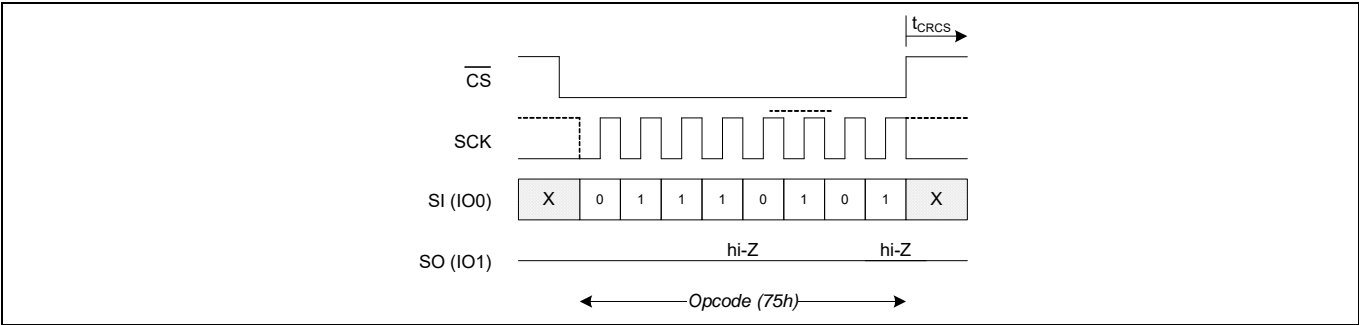 tCRCS
CS
SCK
SI (IO0) X 0 1 1 1 0 1 0 1 X
hi-Z hi-Z
SO (IO1)
Opcode (75h)